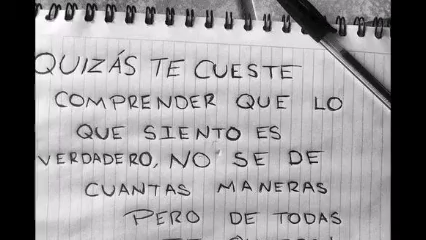 QUIZÁS TE CUESTE
COMPRENDER QUE LO
QUE SIENTO ES
VERDADERO, NO SE DE
CUANTAS MANERAS
PERO DE TODAS